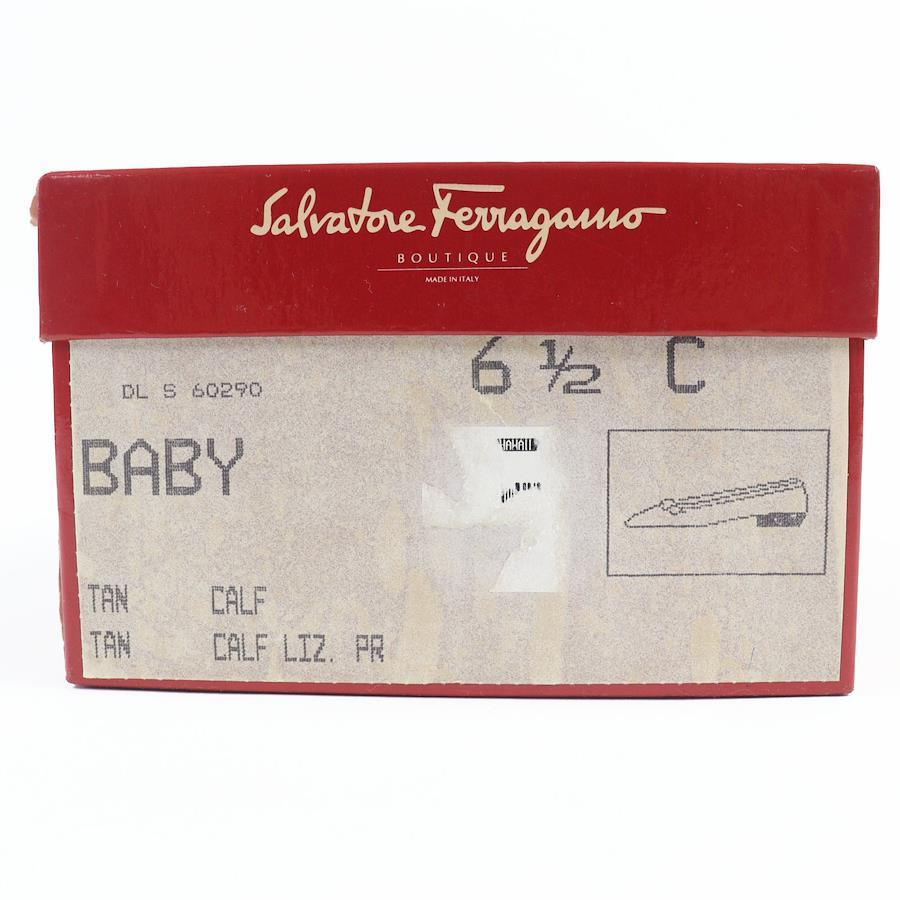 Salvatore Ferragamo
BOUTIQUE
MADE IN ITALY
6 ½ C
DL S 60290
BABY
TAN CALF
TAN CALF LIZ. PR